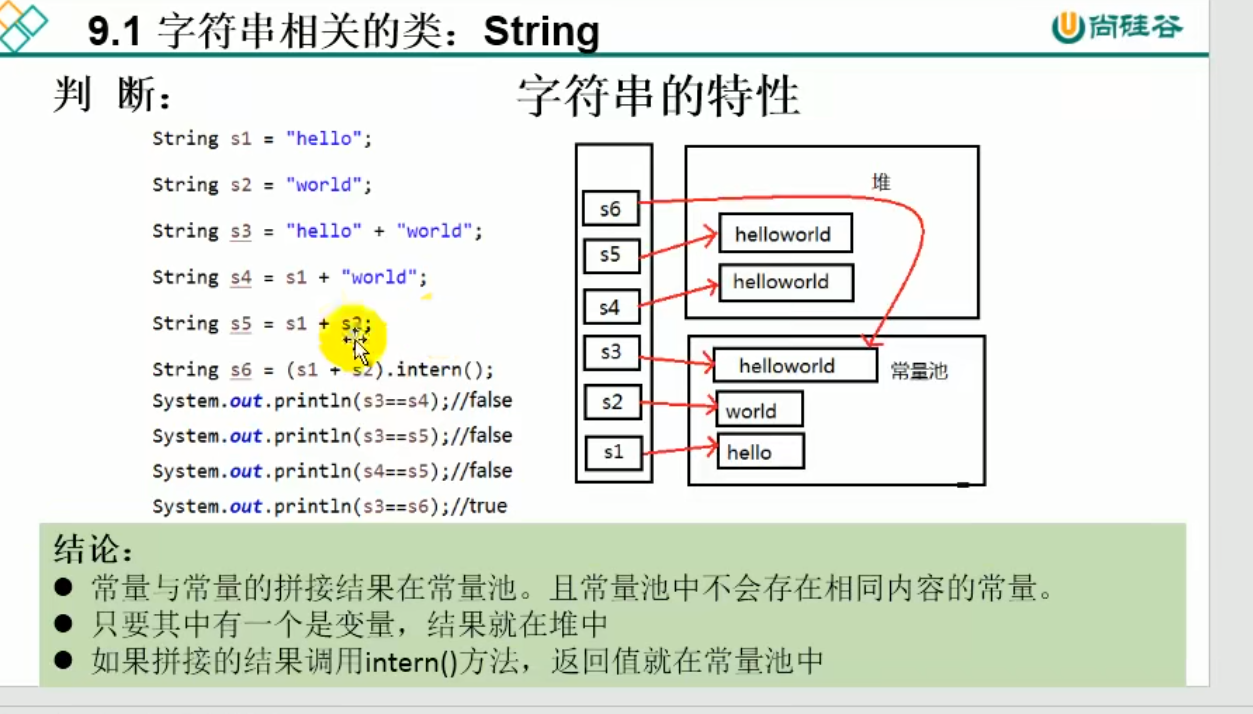 9.1 字符串相关的类：String
尚硅谷
判 断：
字符串的特性
String s1 = "hello";
String s2 = "world";
String s3 = "hello" + "world";
String s4 = s1 + "world";
String s5 = s1 + s2;
String s6 = (s1 + s2).intern();
System.out.println(s3==s4);//false
System.out.println(s3==s5);//false
System.out.println(s4==s5);//false
System.out.println(s3==s6);//true
堆
s6
s5
helloworld
s4
helloworld
s3
helloworld
常量池
s2
world
s1
hello
结论：
● 常量与常量的拼接结果在常量池。且常量池中不会存在相同内容的常量。
● 只要其中有一个是变量，结果就在堆中
● 如果拼接的结果调用intern()方法，返回值就在常量池中